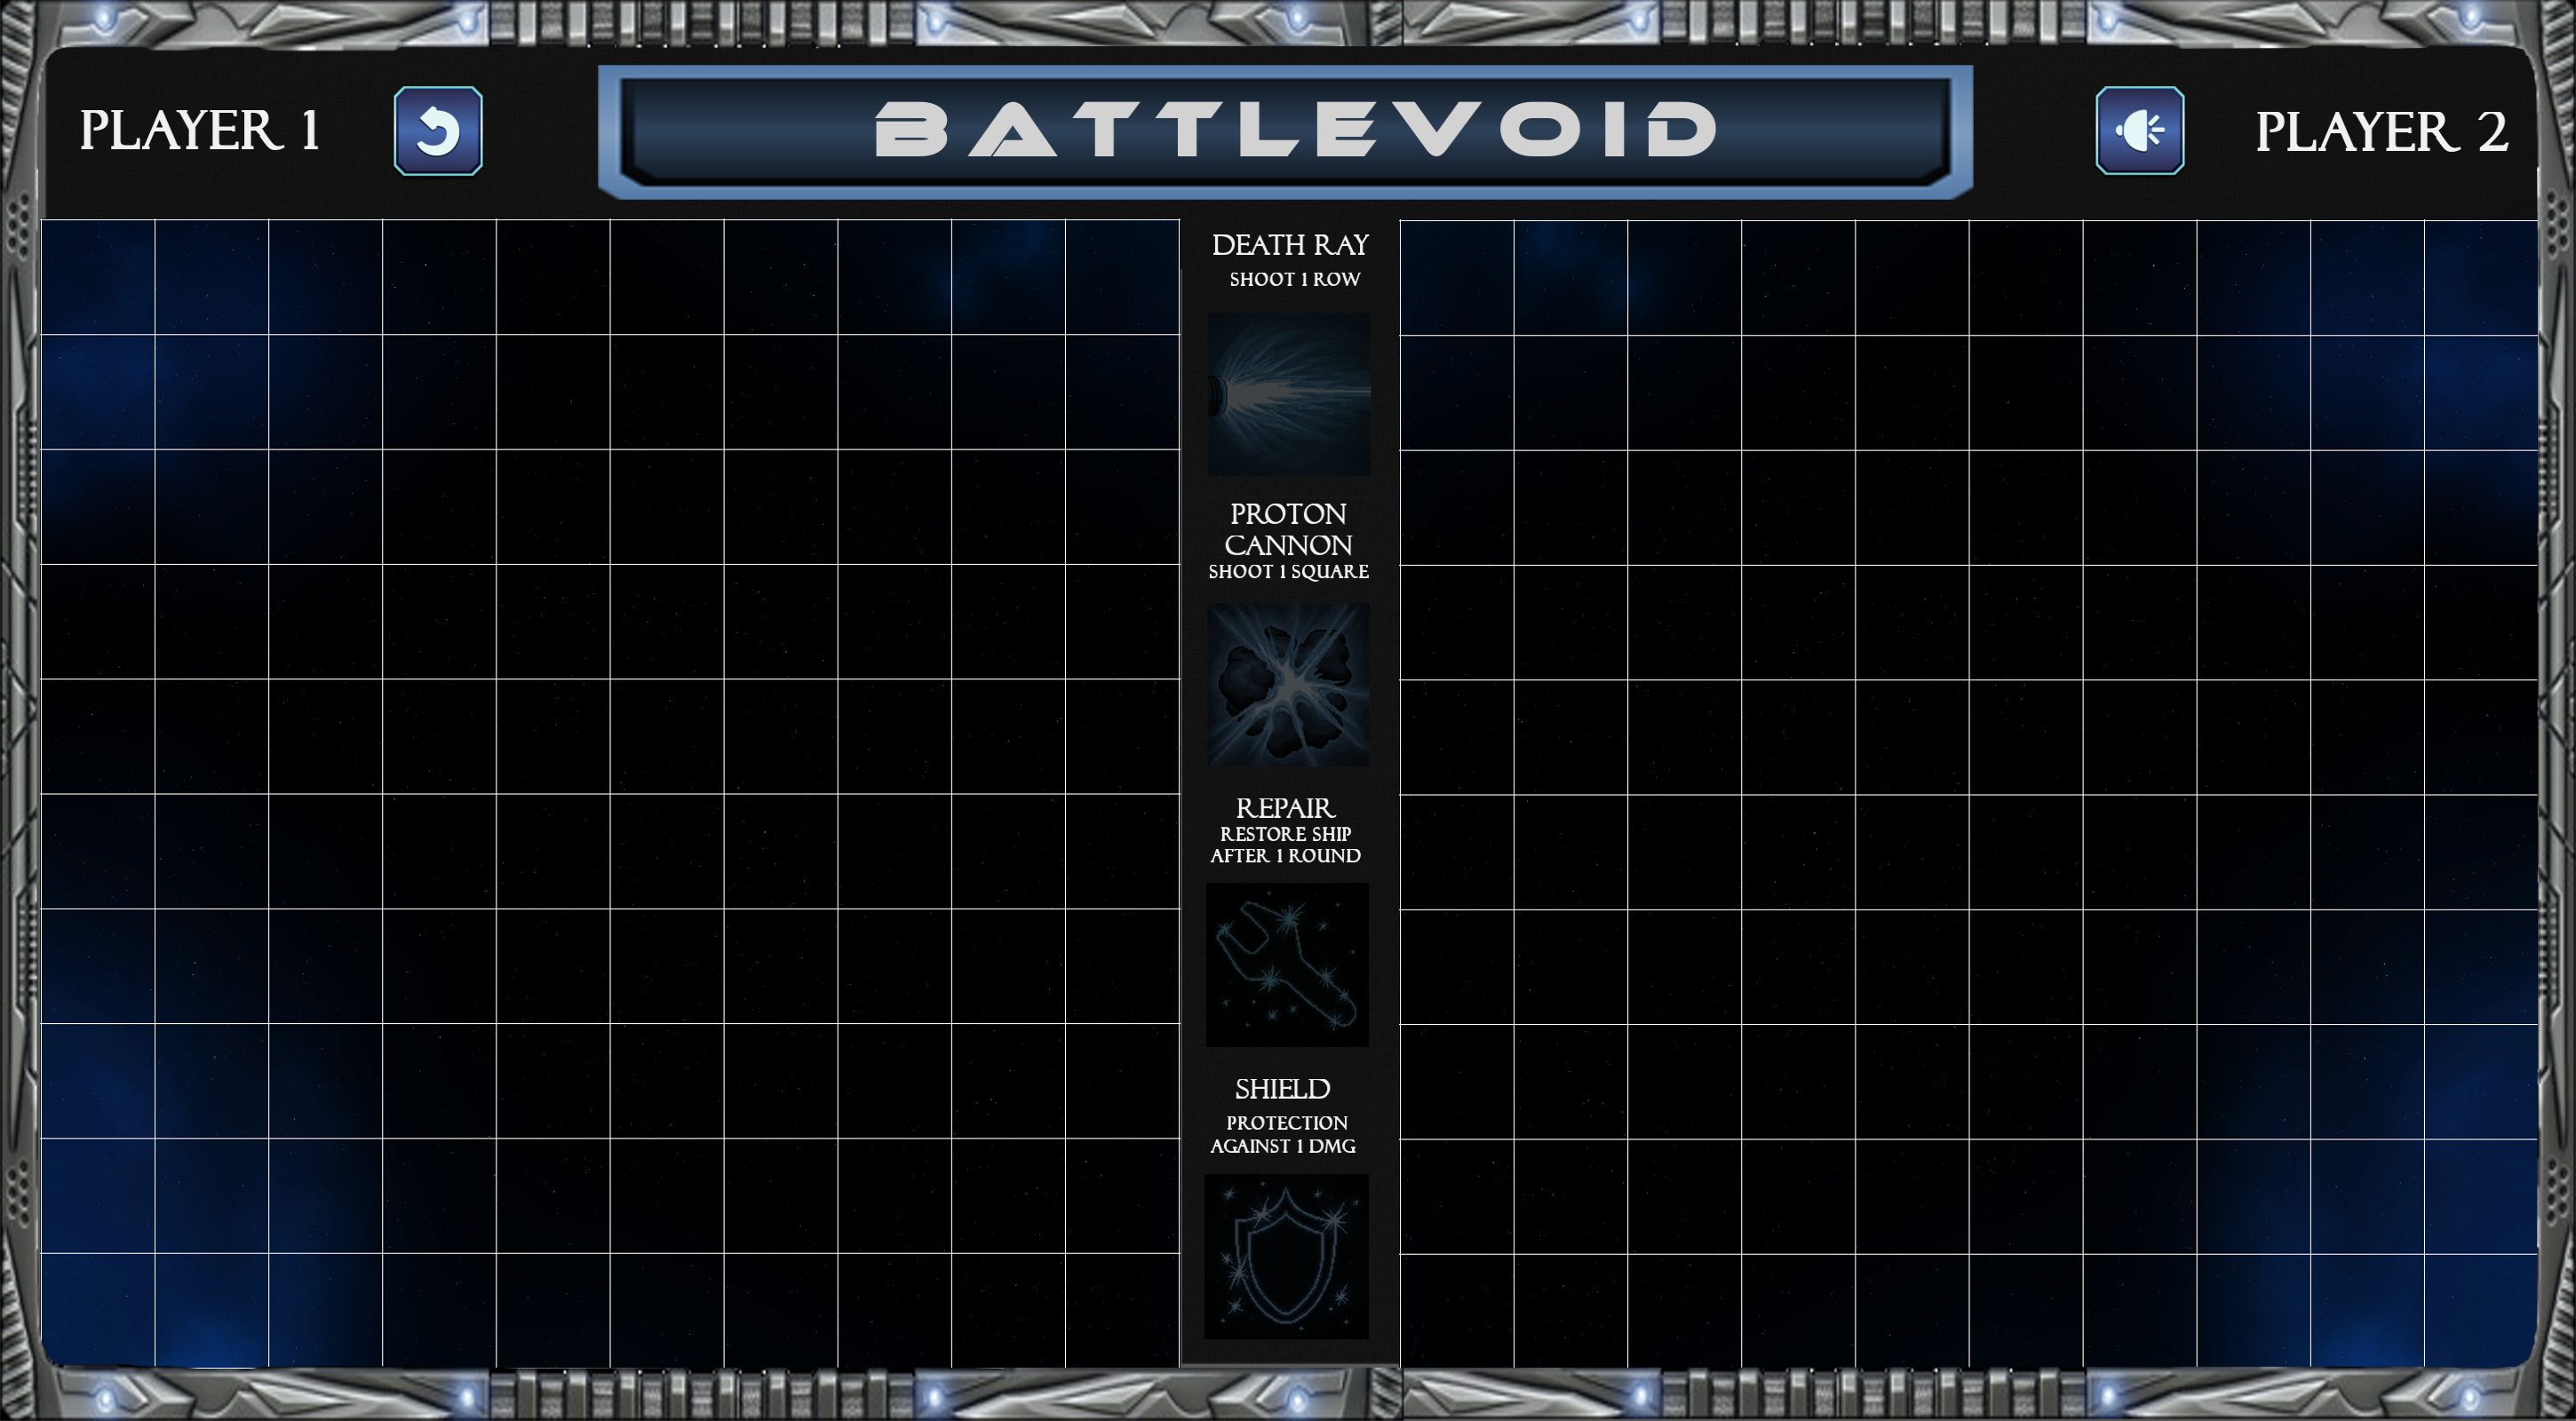 PLAYER 1
BATTLEVOID
PLAYER 2
DEATH RAY
SHOOT 1 ROW
PROTON
CANNON
SHOOT 1 SQUARE
REPAIR
RESTORE SHIP
AFTER 1 ROUND
SHIELD
PROTECTION
AGAINST 1 DMG